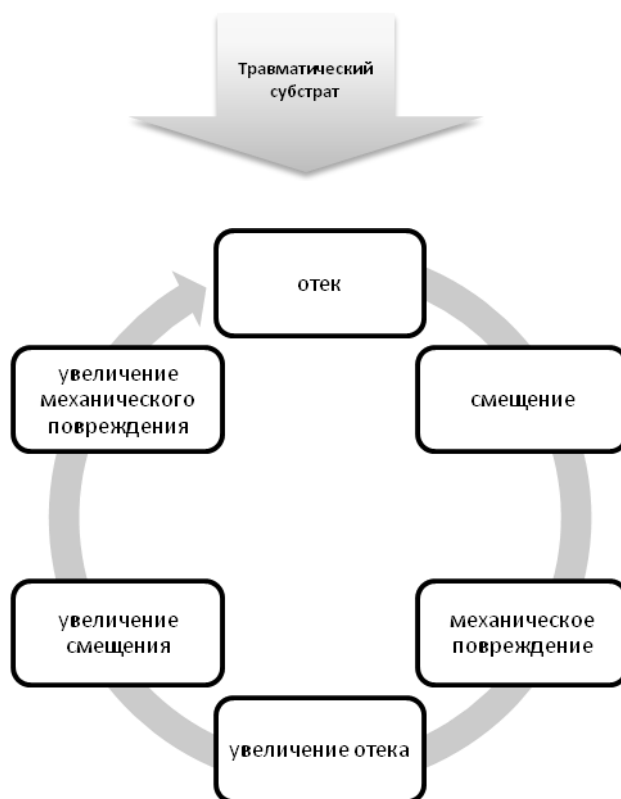 Травматический
субстрат
отек
смещение
механическое
повреждение
увеличение отека
увеличение
смещения
увеличение
механического
повреждения